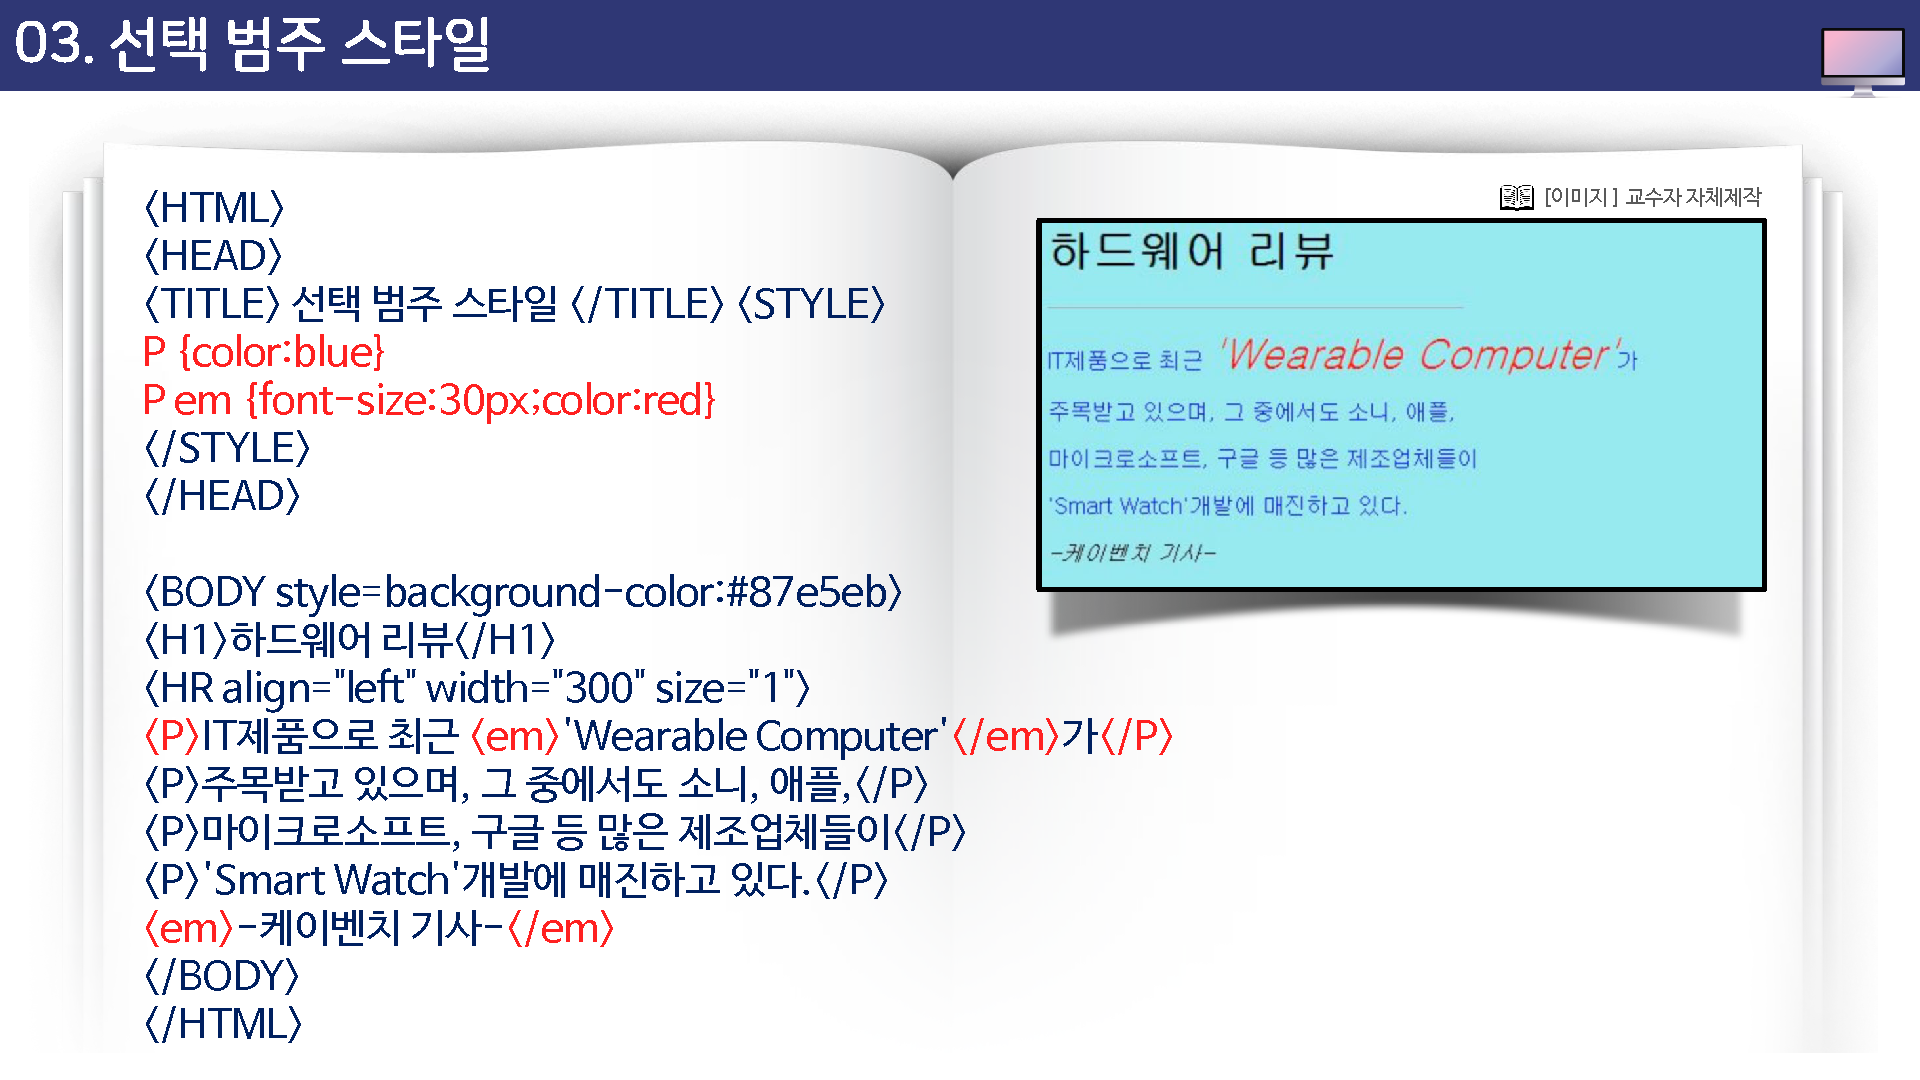 03. 선택 범주 스타일
<HTML>
<HEAD>
<TITLE> 선택 범주 스타일 </TITLE> <STYLE>
P {color:blue}
P em {font-size:30px;color:red}
</STYLE>
</HEAD>
<BODY style=background-color:#87e5eb>
<H1>하드웨어 리뷰</H1>
<HR align="left" width="300" size="1">
<P>IT제품으로 최근 <em>'Wearable Computer'</em>가</P>
<P>주목받고 있으며, 그 중에서도 소니, 애플,</P>
<P>마이크로소프트, 구글 등 많은 제조업체들이</P>
<P>'Smart Watch'개발에 매진하고 있다.</P>
<em>-케이벤치 기사-</em>
</BODY>
</HTML>
[이미지] 교수자 자체제작
하드웨어 리뷰
IT제품으로 최근 'Wearable Computer'가
주목받고 있으며, 그 중에서도 소니, 애플,
마이크로소프트, 구글 등 많은 제조업체들이
'Smart Watch'개발에 매진하고 있다.
-케이벤치 기사-